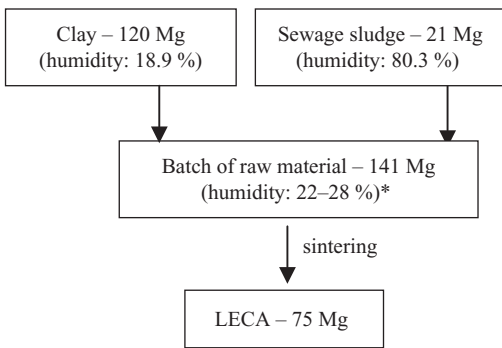 Clay – 120 Mg
(humidity: 18.9 %)
Sewage sludge – 21 Mg
(humidity: 80.3 %)
Batch of raw material – 141 Mg
(humidity: 22–28 %)*
sintering
LECA – 75 Mg